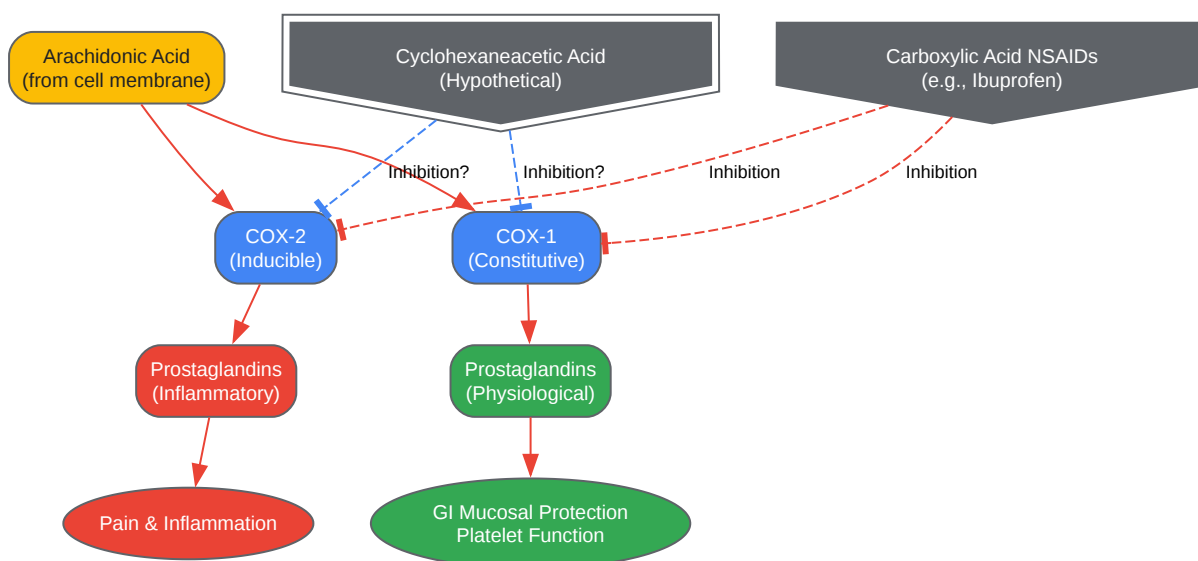 Arachidonic Acid
(from cell membrane)
Cyclohexaneacetic Acid
(Hypothetical)
Carboxylic Acid NSAIDs
(e.g., Ibuprofen)
Inhibition?
Inhibition?
Inhibition
Inhibition
COX-2
(Inducible)
COX-1
(Constitutive)
Prostaglandins
(Inflammatory)
Prostaglandins
(Physiological)
Pain & Inflammation
GI Mucosal Protection
Platelet Function